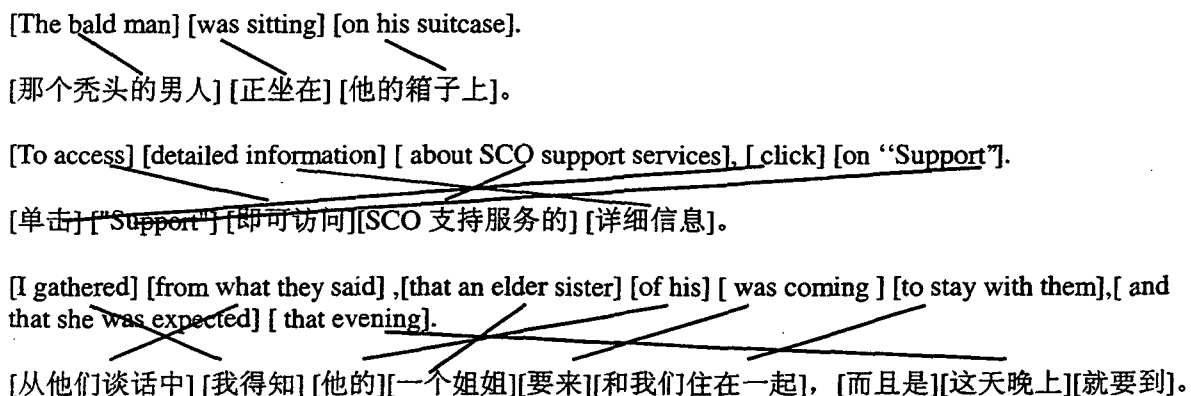 [The bald man] [was sitting] [on his suitcase].
[那个秃头的男人] [正坐在] [他的箱子上]。
[To access] [detailed information] [ about SCO support services], [ click] [on “Support”].
[单击] ["Support"] [即可访问][SCO 支持服务的] [详细信息]。
[I gathered] [from what they said] ,[that an elder sister] [of his] [ was coming ] [to stay with them],[ and
that she was expected] [ that evening].
[从他们谈话中] [我得知] [他的][一个姐姐][要来][和我们住在一起]，[而且是][这天晚上][就要到]。